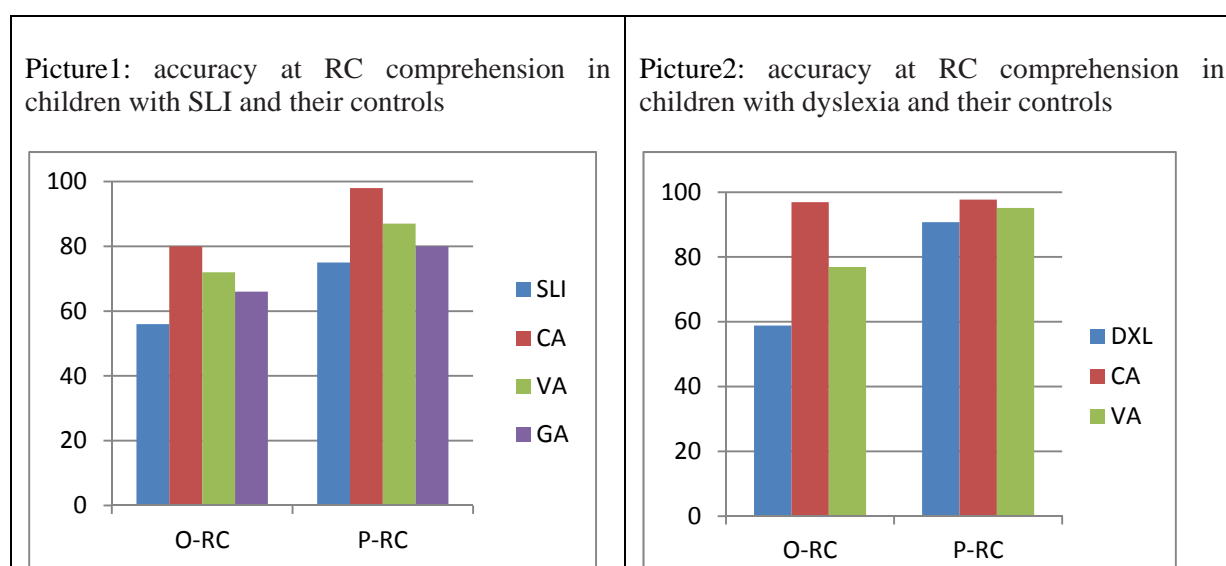 Picture1: accuracy at RC comprehension in
children with SLI and their controls
100
80
60
40
20
0
O-RC P-RC
SLI
CA
VA
GA
Picture2: accuracy at RC comprehension in
children with dyslexia and their controls
100
80
60
40
20
0
O-RC P-RC
DXL
CA
VA